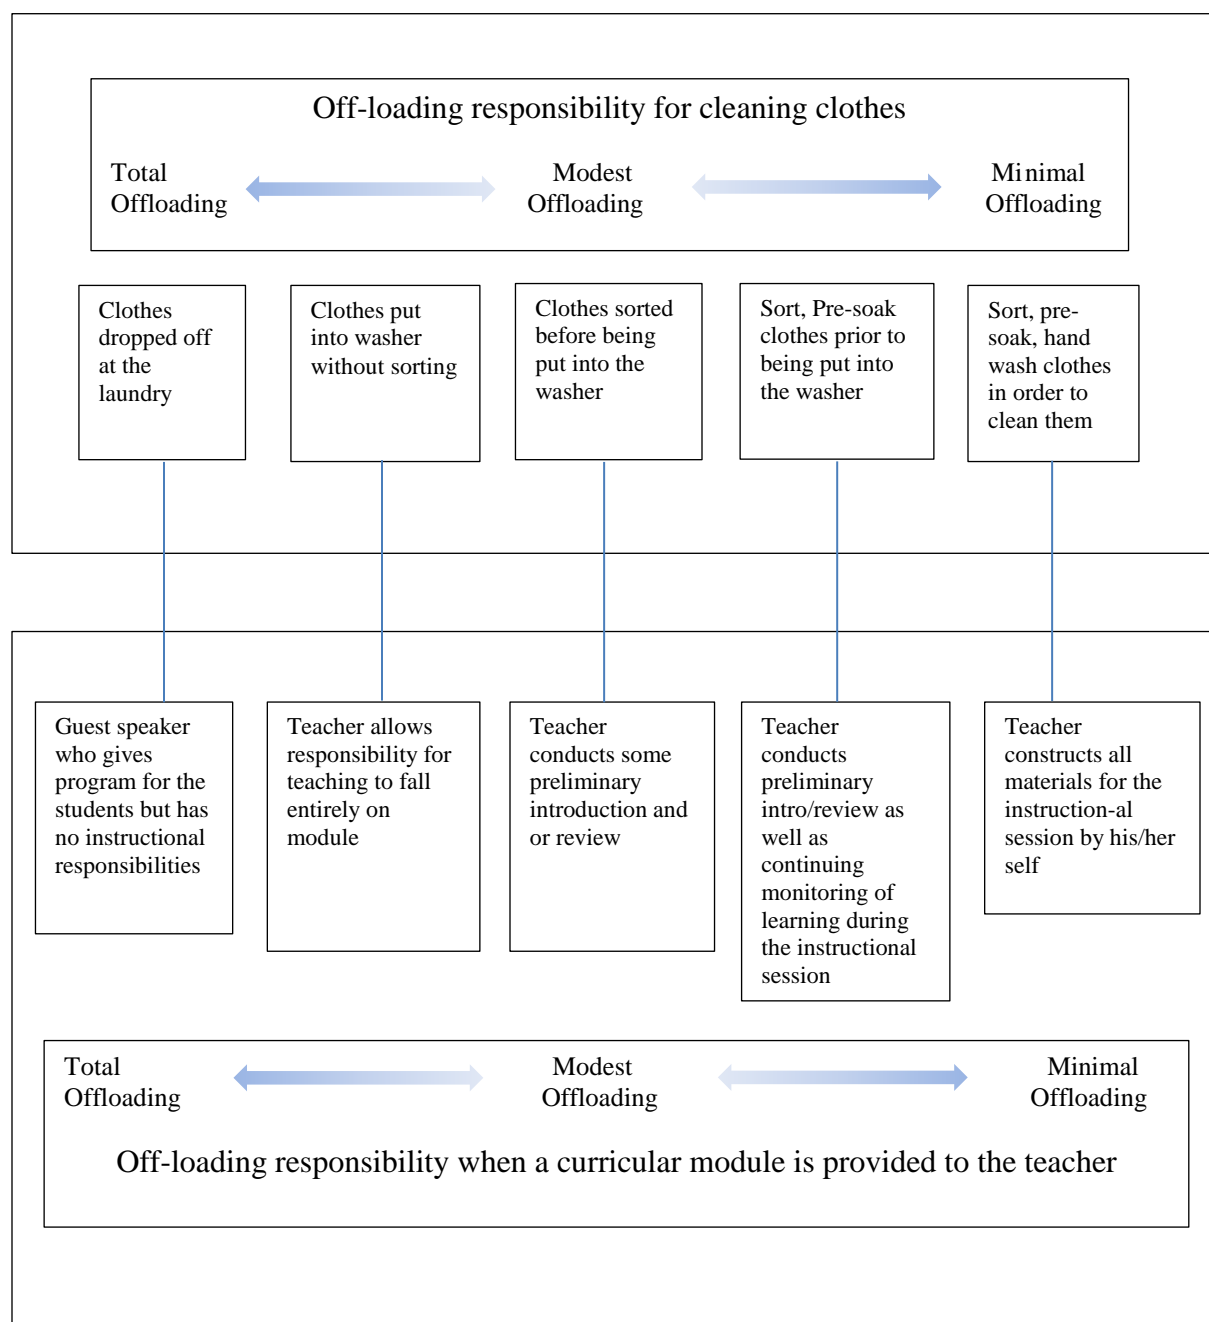 Off-loading responsibility for cleaning clothes
Total
Offloading
Modest
Offloading
Minimal
Offloading
Clothes
dropped off
at the
laundry
Clothes put
into washer
without sorting
Clothes sorted
before being
put into the
washer
Sort, Pre-soak
clothes prior to
being put into
the washer
Sort, pre-
soak, hand
wash clothes
in order to
clean them
Guest speaker
who gives
program for the
students but has
no instructional
responsibilities
Teacher allows
responsibility for
teaching to fall
entirely on
module
Teacher
conducts some
preliminary
introduction and
or review
Teacher
conducts
preliminary
intro/review as
well as
continuing
monitoring of
learning during
the instructional
session
Teacher
constructs all
materials for the
instruction-al
session by his/her
self
Total
Offloading
Modest
Offloading
Minimal
Offloading
Off-loading responsibility when a curricular module is provided to the teacher